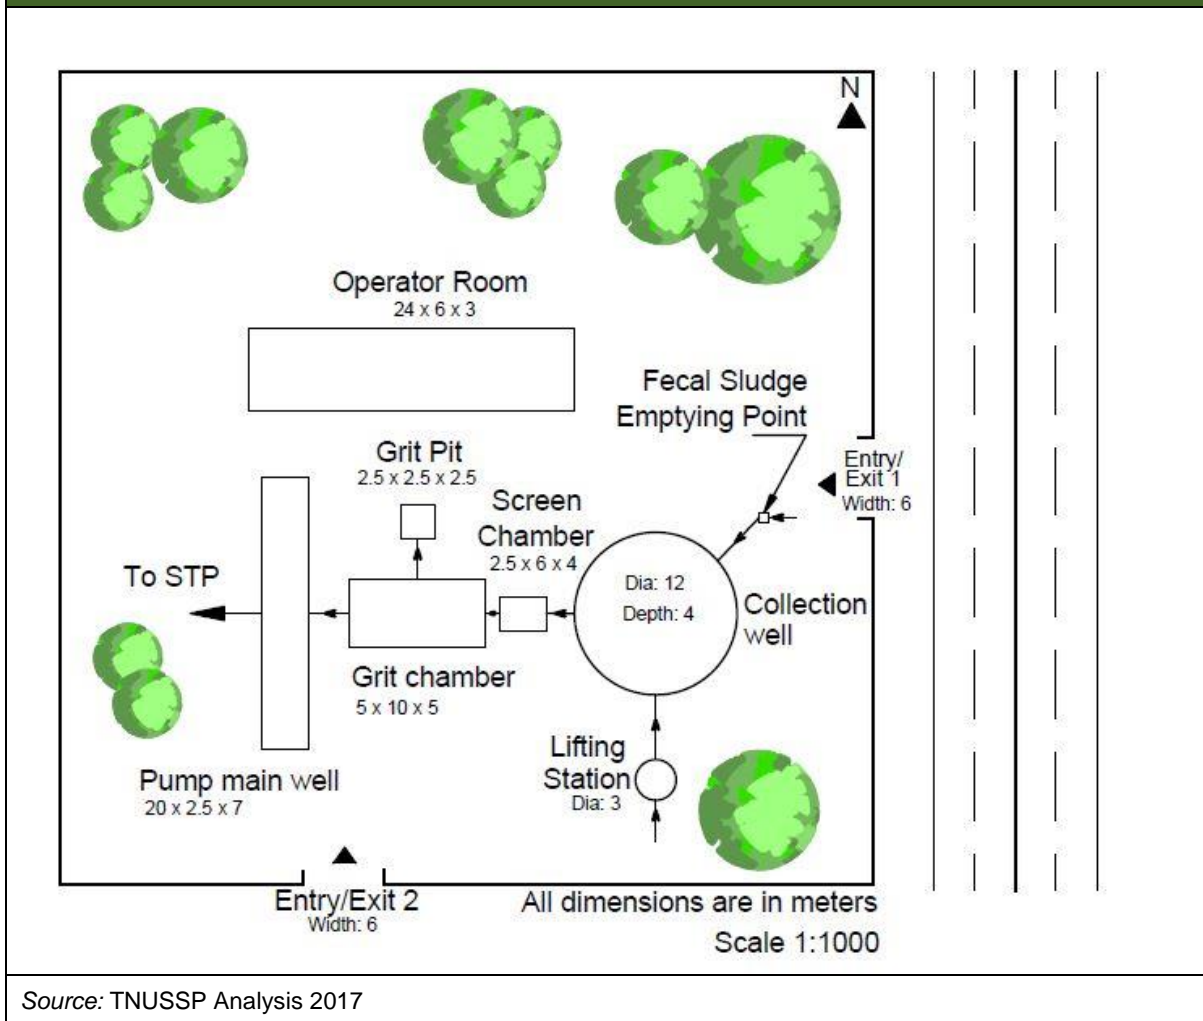 N
Operator Room
24 x 6 x 3
Fecal Sludge
Emptying Point
Entry/
Exit 1
Width: 6
Grit Pit
2.5 x 2.5 x 2.5
Screen
Chamber
2.5 x 6 x 4
To STP
Dia: 12
Depth: 4
Collection
well
Grit chamber
5 x 10 x 5
Lifting
Station
Dia: 3
Pump main well
20 x 2.5 x 7
Entry/Exit 2
Width: 6
All dimensions are in meters
Scale 1:1000
Source: TNUSSP Analysis 2017